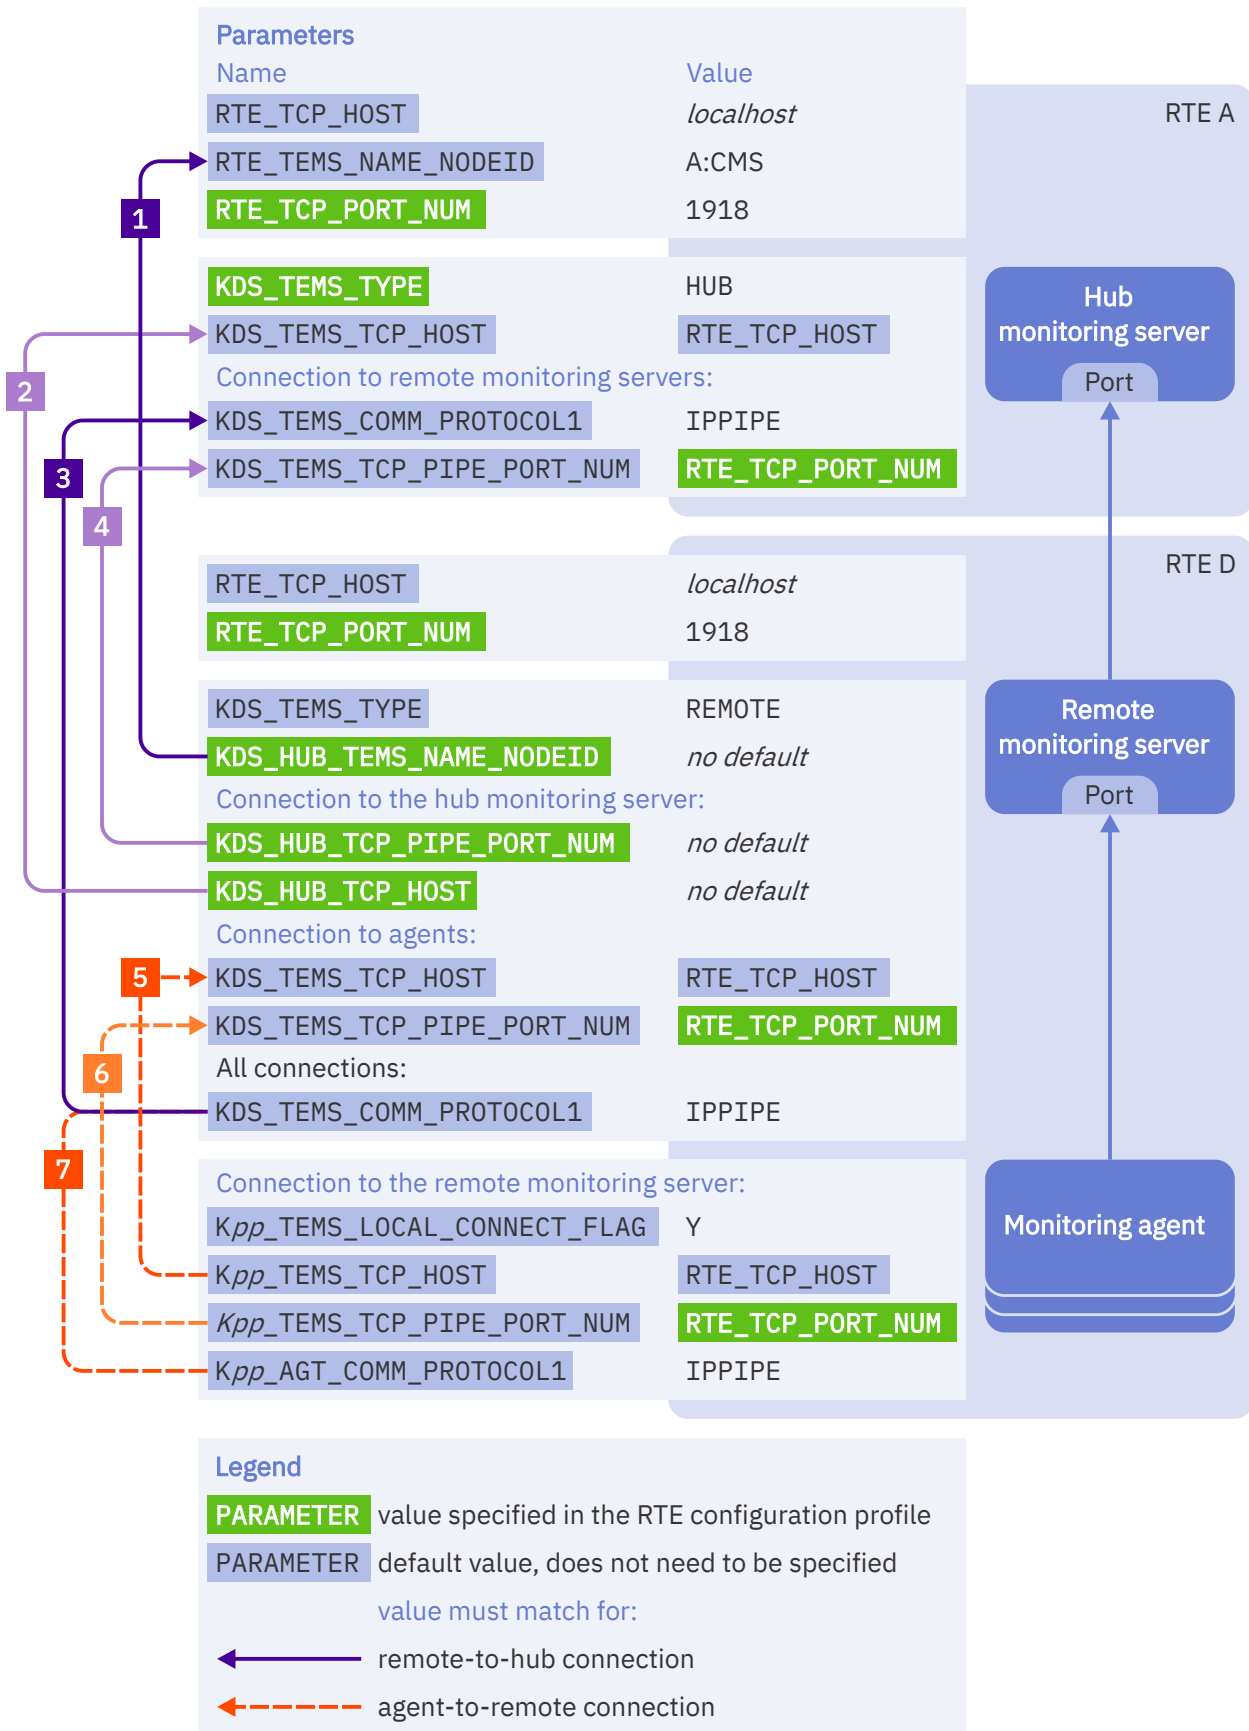 Parameters
Name Value
RTE_TCP_HOST localhost RTE A
RTE_TEMS_NAME_NODEID A:CMS
1 RTE_TCP_PORT_NUM 1918
KDS_TEMS_TYPE HUB
Hub
monitoring server
Port
KDS_TEMS_TCP_HOST RTE_TCP_HOST
2 Connection to remote monitoring servers:
KDS_TEMS_COMM_PROTOCOL1 IPPIPE
3 KDS_TEMS_TCP_PIPE_PORT_NUM RTE_TCP_PORT_NUM
4
RTE D
RTE_TCP_HOST localhost
RTE_TCP_PORT_NUM 1918
KDS_TEMS_TYPE REMOTE
Remote
monitoring server
Port
KDS_HUB_TEMS_NAME_NODEID no default
Connection to the hub monitoring server:
KDS_HUB_TCP_PIPE_PORT_NUM no default
KDS_HUB_TCP_HOST no default
Connection to agents:
5 KDS_TEMS_TCP_HOST RTE_TCP_HOST
KDS_TEMS_TCP_PIPE_PORT_NUM RTE_TCP_PORT_NUM
6 All connections:
KDS_TEMS_COMM_PROTOCOL1 IPPIPE
7 Connection to the remote monitoring server:
Kpp_TEMS_LOCAL_CONNECT_FLAG Y Monitoring agent
Kpp_TEMS_TCP_HOST RTE_TCP_HOST
Kpp_TEMS_TCP_PIPE_PORT_NUM RTE_TCP_PORT_NUM
Kpp_AGT_COMM_PROTOCOL1 IPPIPE
Legend
PARAMETER value specified in the RTE configuration profile
PARAMETER default value, does not need to be specified
value must match for:
remote-to-hub connection
agent-to-remote connection